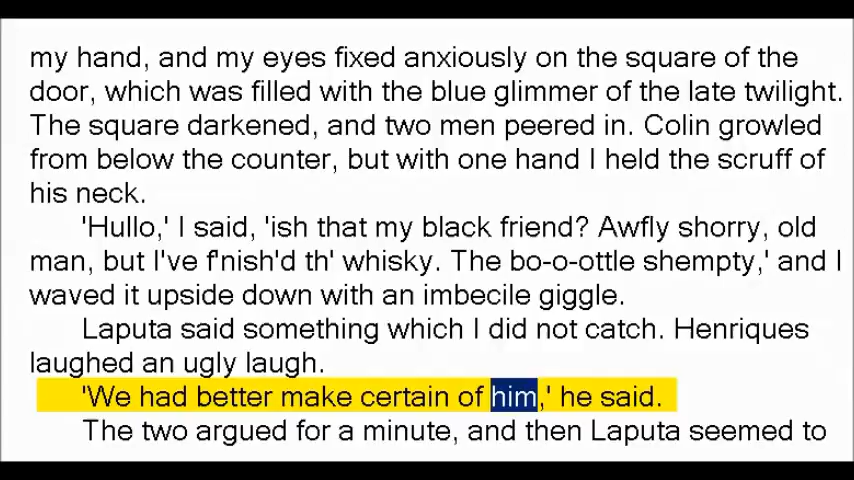 my hand, and my eyes fixed anxiously on the square of the
door, which was filled with the blue glimmer of the late twilight.
The square darkened, and two men peered in. Colin growled
from below the counter, but with one hand I held the scruff of
his neck.
'Hullo,' I said, 'ish that my black friend? Awfly shorry, old
man, but I've f'nish'd th' whisky. The bo-o-ottle shempty,' and I
waved it upside down with an imbecile giggle.
Laputa said something which I did not catch. Henriques
laughed an ugly laugh.
'We had better make certain of him,' he said.
The two argued for a minute, and then Laputa seemed to